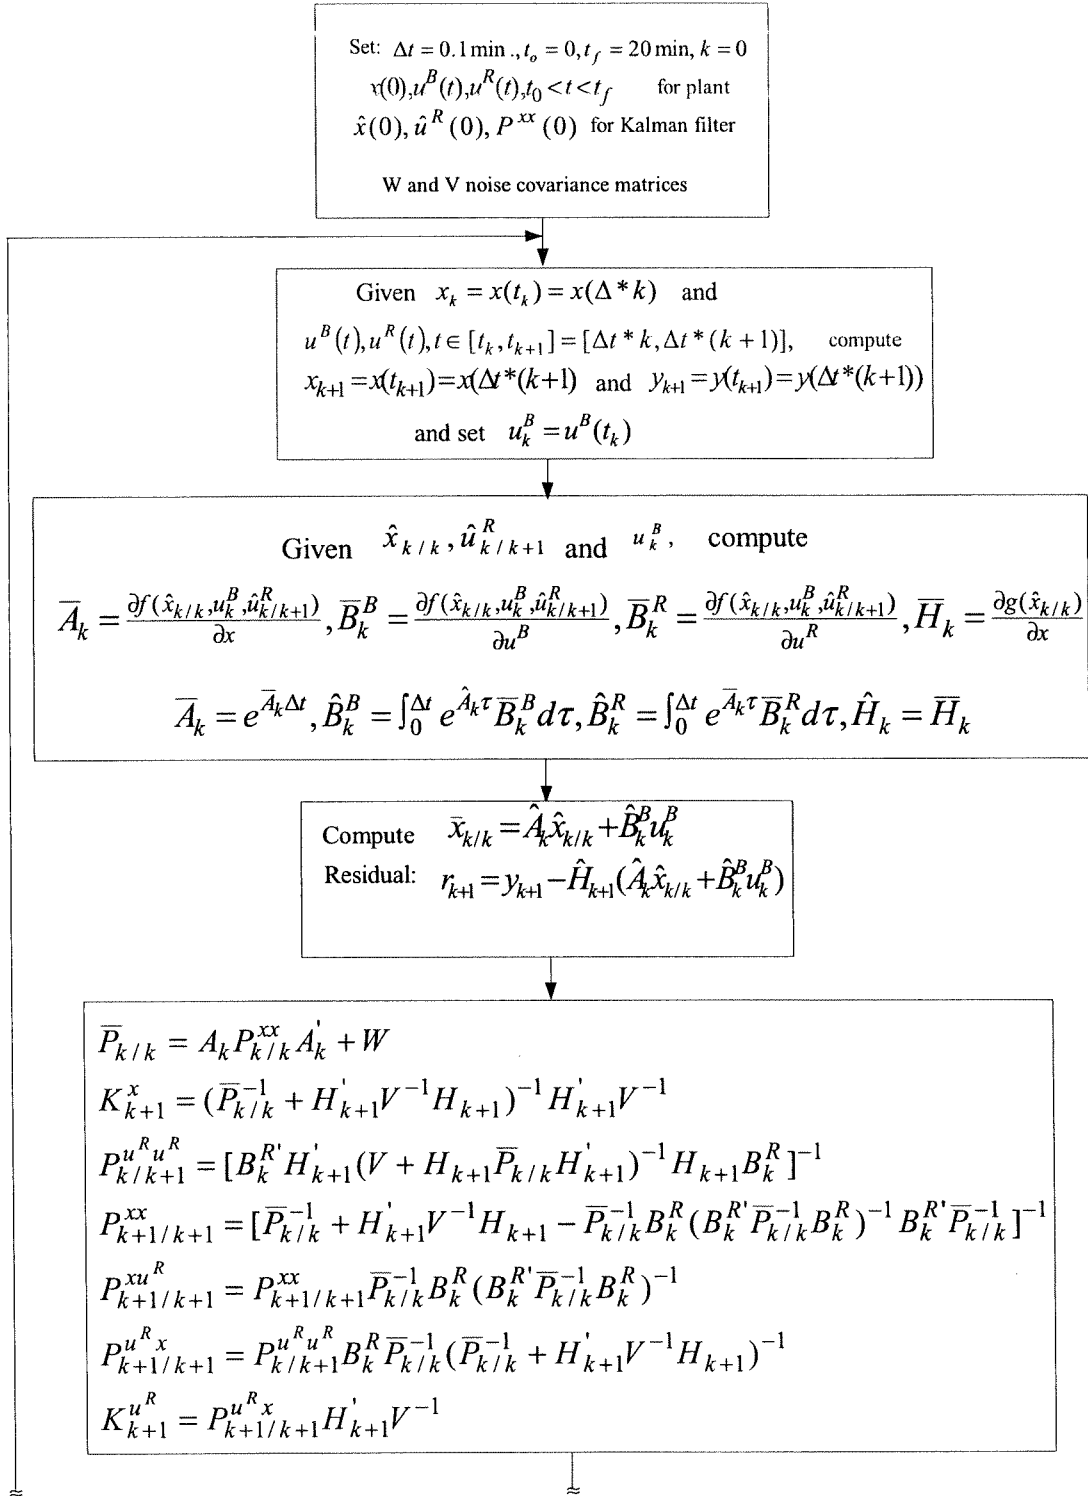 Set: Δt = 0.1 min ., t_o = 0, t_f = 20 min, k = 0
x(0), u^B(t), u^R(t), t_0 < t < t_f for plant
x̂(0), û^R(0), P^{xx}(0) for Kalman filter
W and V noise covariance matrices
Given x_k = x(t_k) = x(Δ * k) and
u^B(t), u^R(t), t ∈ [t_k, t_{k+1}] = [Δt * k, Δt * (k + 1)], compute
x_{k+1} = x(t_{k+1}) = x(Δt*(k+1) and y_{k+1} = y(t_{k+1}) = y(Δt*(k+1))
and set u_k^B = u^B(t_k)
Given x̂_{k/k}, û^R_{k/k+1} and u_k^B, compute
A̅_k = ∂f(x̂_{k/k}, u_k^B, û^R_{k/k+1})/∂x, B̅_k^B = ∂f(x̂_{k/k}, u_k^B, û^R_{k/k+1})/∂u^B, B̅_k^R = ∂f(x̂_{k/k}, u_k^B, û^R_{k/k+1})/∂u^R, H̅_k = ∂g(x̂_{k/k})/∂x
A̅_k = e^{A̅_k Δt}, B̂_k^B = ∫_0^{Δt} e^{Â_k τ} B̅_k^B dτ, B̂_k^R = ∫_0^{Δt} e^{A̅_k τ} B̅_k^R dτ, Ĥ_k = H̅_k
Compute x̅_{k/k} = Â_k x̂_{k/k} + B̂_k^B u_k^B
Residual: r_{k+1} = y_{k+1} − Ĥ_{k+1}(Â_k x̂_{k/k} + B̂_k^B u_k^B)
P̅_{k/k} = A_k P^{xx}_{k/k} A_k^' + W
K^x_{k+1} = (P̅^{-1}_{k/k} + H^'_{k+1} V^{-1} H_{k+1})^{-1} H^'_{k+1} V^{-1}
P^{u^R u^R}_{k/k+1} = [B_k^{R'} H^'_{k+1} (V + H_{k+1} P̅_{k/k} H^'_{k+1})^{-1} H_{k+1} B_k^R]^{-1}
P^{xx}_{k+1/k+1} = [P̅^{-1}_{k/k} + H^'_{k+1} V^{-1} H_{k+1} − P̅^{-1}_{k/k} B_k^R (B_k^{R'} P̅^{-1}_{k/k} B_k^R)^{-1} B_k^{R'} P̅^{-1}_{k/k}]^{-1}
P^{xu^R}_{k+1/k+1} = P^{xx}_{k+1/k+1} P̅^{-1}_{k/k} B_k^R (B_k^{R'} P̅^{-1}_{k/k} B_k^R)^{-1}
P^{u^R x}_{k+1/k+1} = P^{u^R u^R}_{k/k+1} B_k^R P̅^{-1}_{k/k} (P̅^{-1}_{k/k} + H^'_{k+1} V^{-1} H_{k+1})^{-1}
K^{u^R}_{k+1} = P^{u^R x}_{k+1/k+1} H^'_{k+1} V^{-1}
≈ ≈